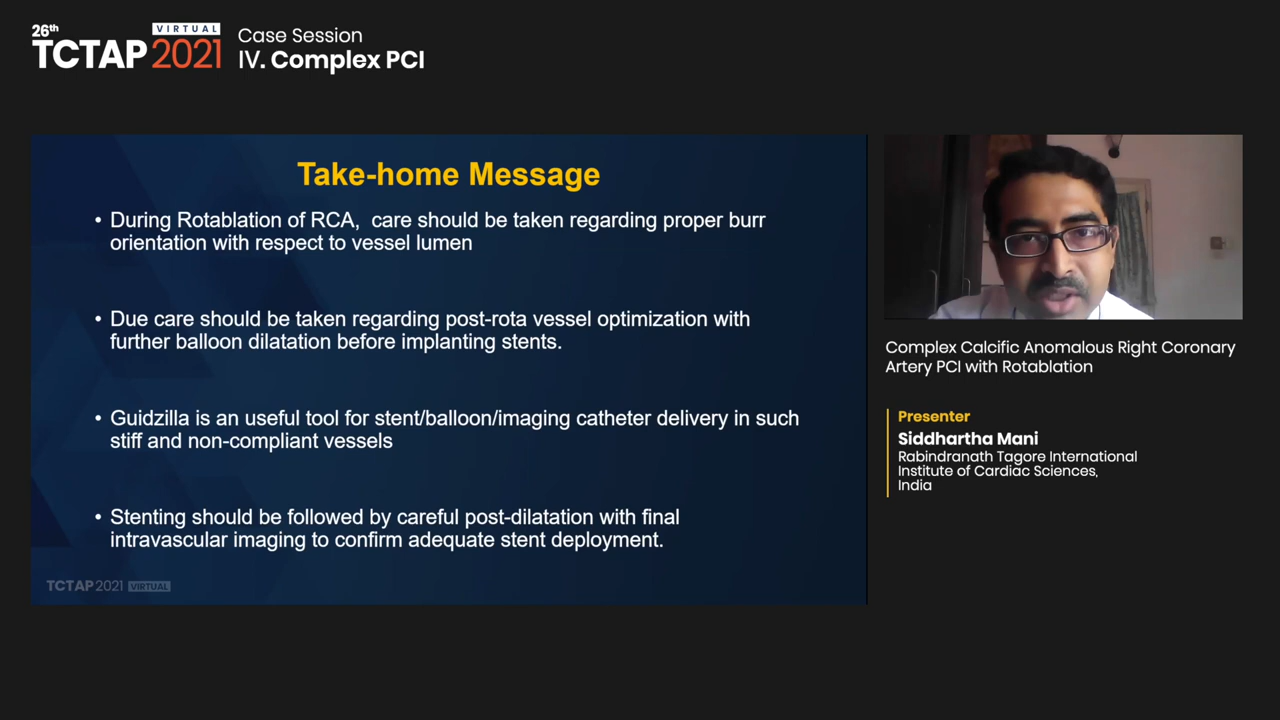 26th
VIRTUAL
TCTAP 2021
Case Session
IV. Complex PCI
Take-home Message
• During Rotablation of RCA, care should be taken regarding proper burr
orientation with respect to vessel lumen
• Due care should be taken regarding post-rota vessel optimization with
further balloon dilatation before implanting stents.
• Guidzilla is an useful tool for stent/balloon/imaging catheter delivery in such
stiff and non-compliant vessels
• Stenting should be followed by careful post-dilatation with final
intravascular imaging to confirm adequate stent deployment.
TCTAP 2021 VIRTUAL
Complex Calcific Anomalous Right Coronary
Artery PCI with Rotablation
Presenter
Siddhartha Mani
Rabindranath Tagore International
Institute of Cardiac Sciences,
India